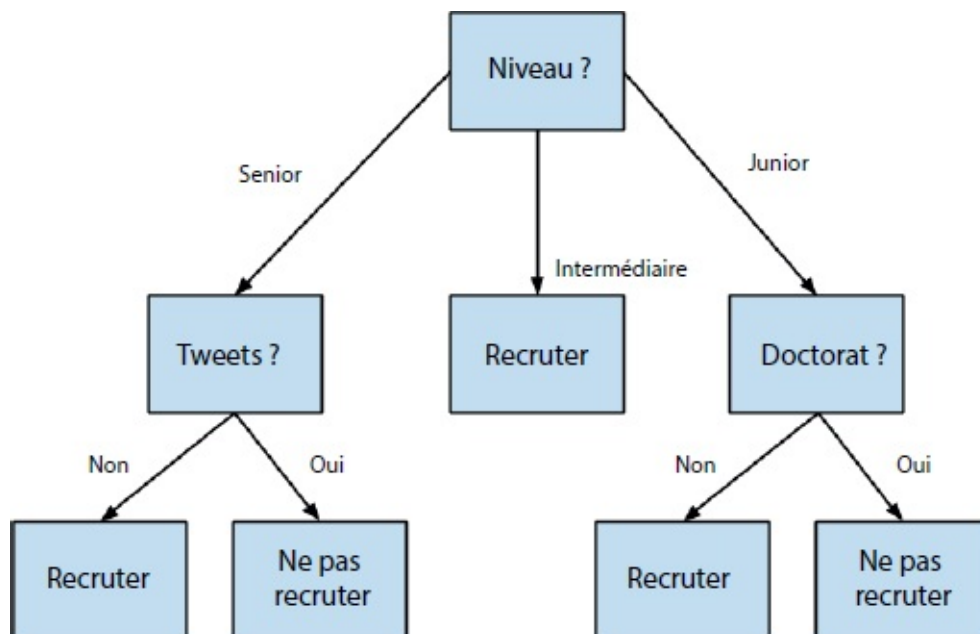 Niveau ?
Senior
Junior
Intermédiaire
Tweets ?
Recruter
Doctorat ?
Non
Oui
Non
Oui
Recruter
Ne pas
recruter
Recruter
Ne pas
recruter